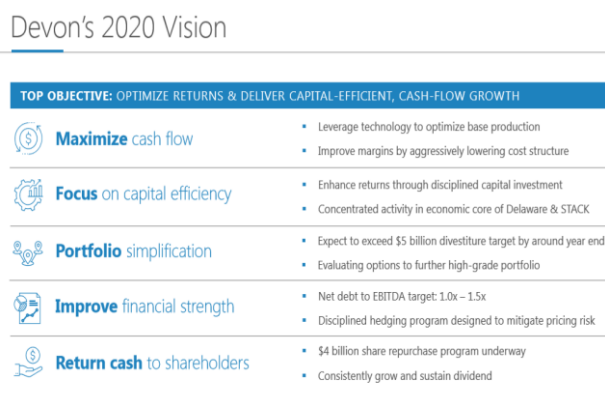 Devon's 2020 Vision
TOP OBJECTIVE: OPTIMIZE RETURNS & DELIVER CAPITAL-EFFICIENT, CASH-FLOW GROWTH
Maximize cash flow
▪ Leverage technology to optimize base production
▪ Improve margins by aggressively lowering cost structure
Focus on capital efficiency
▪ Enhance returns through disciplined capital investment
▪ Concentrated activity in economic core of Delaware & STACK
Portfolio simplification
▪ Expect to exceed $5 billion divestiture target by around year end
▪ Evaluating options to further high-grade portfolio
Improve financial strength
▪ Net debt to EBITDA target: 1.0x – 1.5x
▪ Disciplined hedging program designed to mitigate pricing risk
Return cash to shareholders
▪ $4 billion share repurchase program underway
▪ Consistently grow and sustain dividend